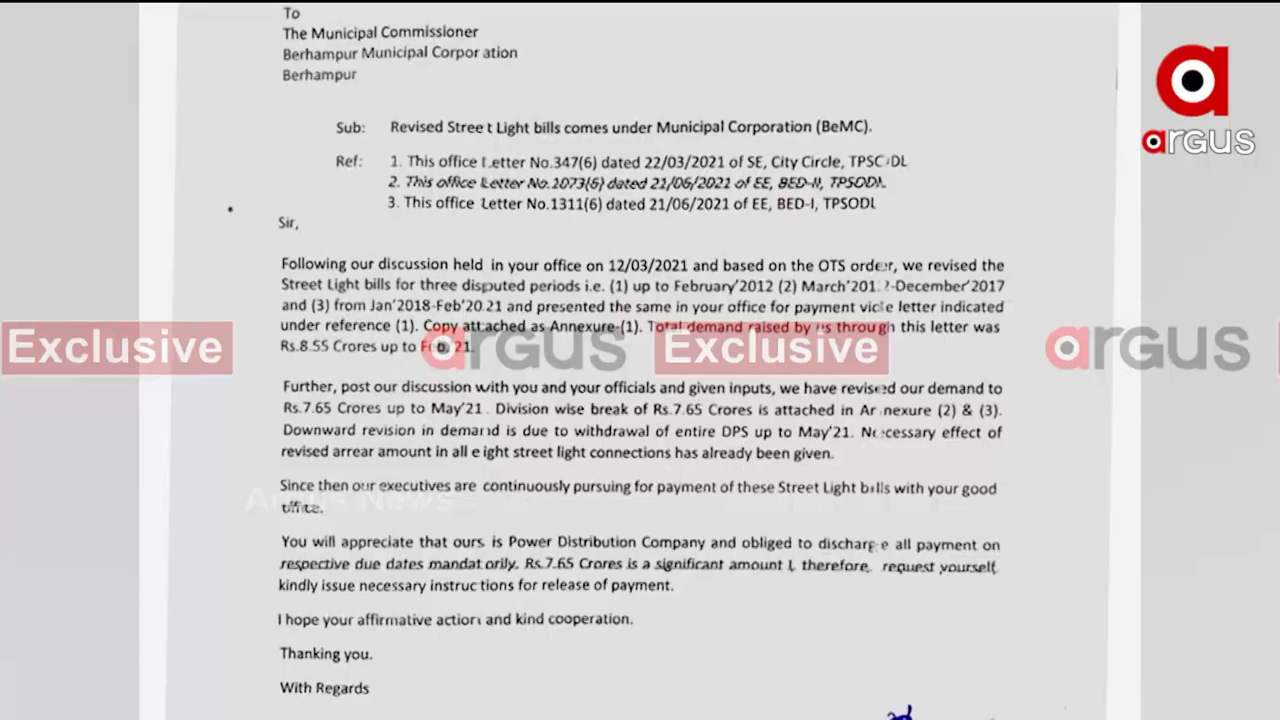 To
The Municipal Commissioner
Berhampur Municipal Corporation
Berhampur
argus
Sub: Revised Street Light bills comes under Municipal Corporation (BeMC).
Ref: 1. This office Letter No.347(6) dated 22/03/2021 of SE, City Circle, TPSODL
2. This office Letter No.1073(6) dated 21/06/2021 of EE, BED-II, TPSODL
3. This office Letter No.1311(6) dated 21/06/2021 of EE, BED-I, TPSODL
Sir,
Following our discussion held in your office on 12/03/2021 and based on the OTS order, we revised the
Street Light bills for three disputed periods i.e. (1) up to February'2012 (2) March'201 -December'2017
and (3) from Jan'2018-Feb'2021 and presented the same in your office for payment vide letter indicated
under reference (1). Copy attached as Annexure-(1). Total demand raised by us through this letter was
Rs.8.55 Crores up to Feb'21.
Exclusive argus Exclusive argus
Further, post our discussion with you and your officials and given inputs, we have revised our demand to
Rs.7.65 Crores up to May'21. Division wise break of Rs.7.65 Crores is attached in Annexure (2) & (3).
Downward revision in demand is due to withdrawal of entire DPS up to May'21. Necessary effect of
revised arrear amount in all eight street light connections has already been given.
Since then our executives are continuously pursuing for payment of these Street Light bills with your good
office.
Argus News
You will appreciate that ours is Power Distribution Company and obliged to discharge all payment on
respective due dates mandatorily. Rs.7.65 Crores is a significant amount I, therefore, request yourself,
kindly issue necessary instructions for release of payment.
I hope your affirmative action and kind cooperation.
Thanking you.
With Regards